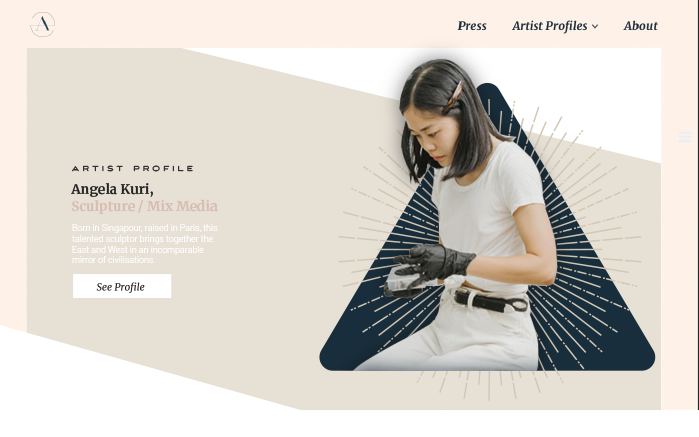 A
Press
Artist Profiles
About
ARTIST PROFILE
Angela Kuri,
Sculpture / Mix Media
Born in Singapour, raised in Paris, this
talented sculptor brings together the
East and West in an incomparable
mirror of civilisations.
See Profile